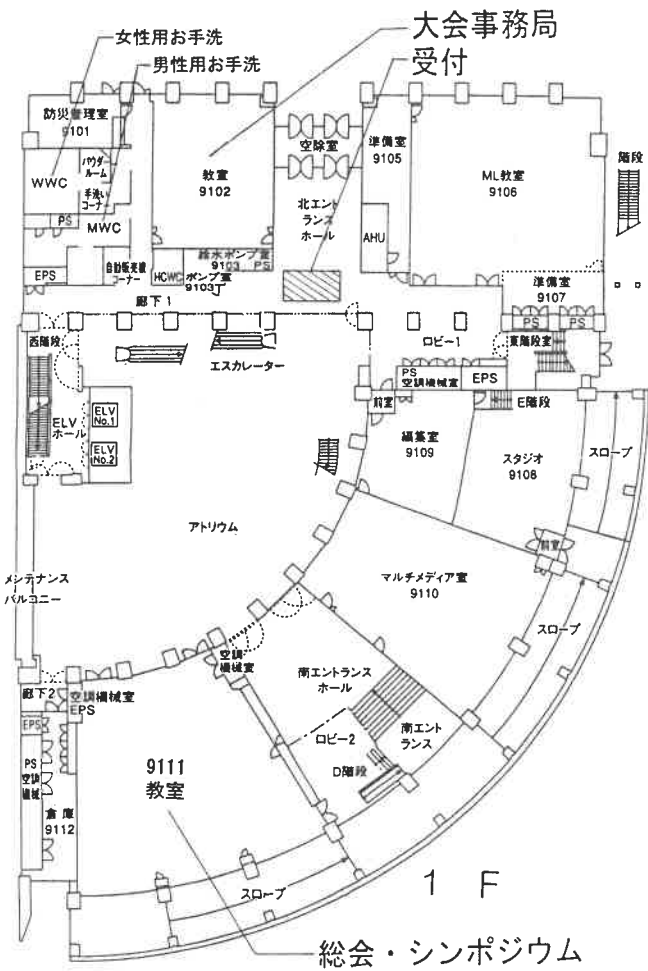 女性用お手洗
大会事務局
男性用お手洗
受付
防災管理室
9101
空除室
準備室
9105
階段
パウダー
ルーム
WWC
教室
9102
ML教室
9106
手洗い
コーナー
北エント
ランス
ホール
PS
MWC
AHU
自動販売機
コーナー
給水ポンプ室
9103 PS
EPS
HCWC
ポンプ室
9103
準備室
9107
廊下1
PS
PS
西階段
ロビー1
東階段室
エスカレーター
PS
空調機械室
EPS
前室
E階段
ELV
ホール
ELV
No.1
ELV
No.2
編集室
9109
スタジオ
9108
スロープ
アトリウム
前室
メンテナンス
バルコニー
マルチメディア室
9110
スロープ
空調
機械室
南エントランス
ホール
廊下2
空調機械室
EPS
EPS
ロビー2
南エント
ランス
PS
空調
機械
9111
教室
D階段
倉庫
9112
スロープ
1 F
総会・シンポジウム